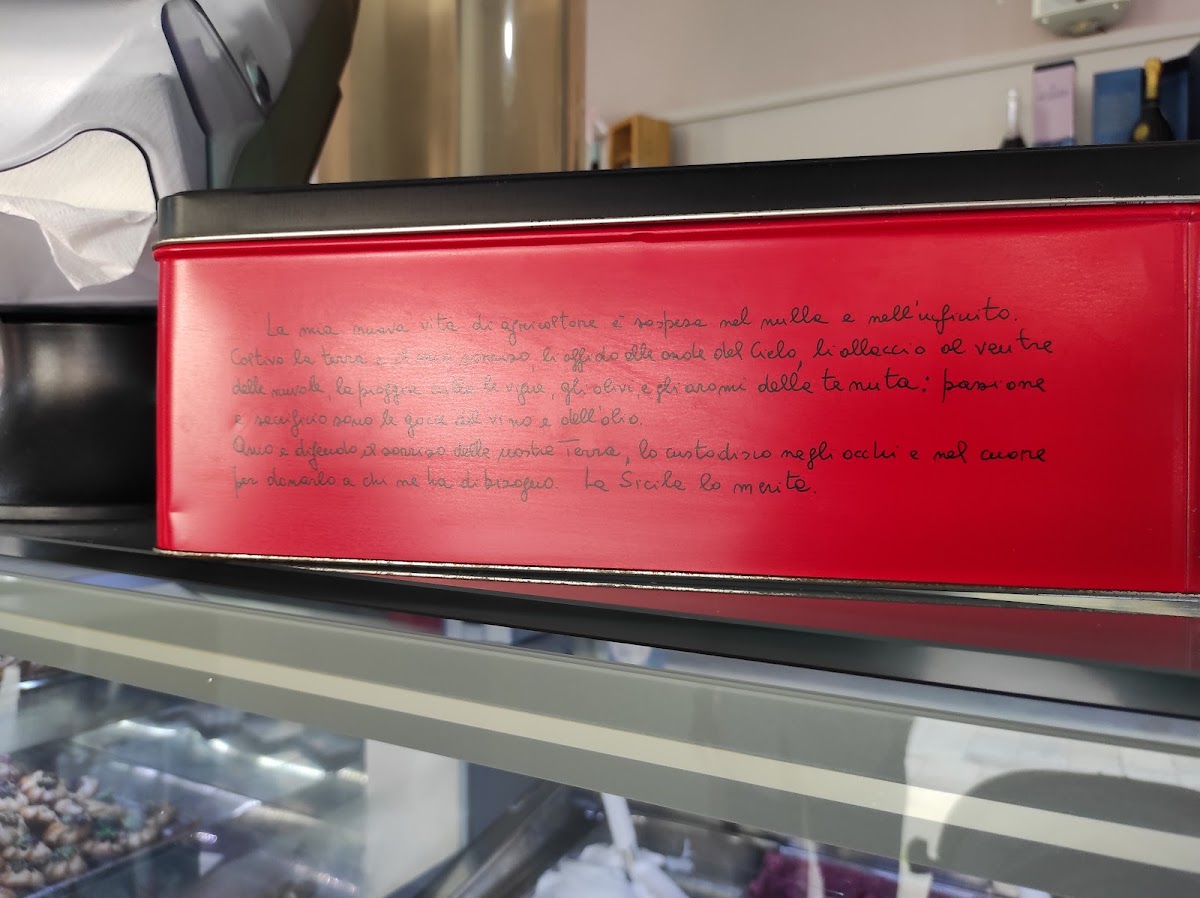 La mia nuova vita di agricoltore è sospesa nel nulla e nell'infinito.
Coltivo la terra e il suo sorriso, li affido alle onde del Cielo, li allaccio al ventre
delle nuvole, la pioggia le vigne, gli olivi, e gli aromi della tenuta: passione
e sacrificio sono le gocce del vino e dell'olio.
Amo e difendo il sorriso della nostra Terra, lo custodisco negli occhi e nel cuore
per donarlo a chi ne ha di bisogno. La Sicilia lo merita.